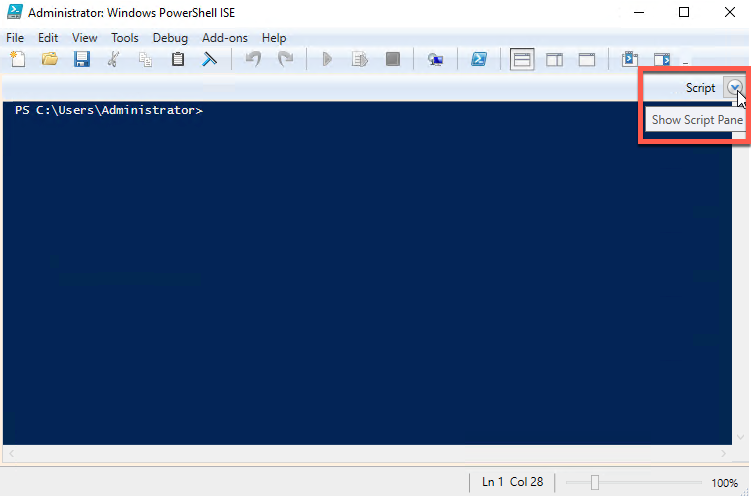 Administrator: Windows PowerShell ISE
File Edit View Tools Debug Add-ons Help
Script
Show Script Pane
PS C:\Users\Administrator>
Ln 1 Col 28
100%